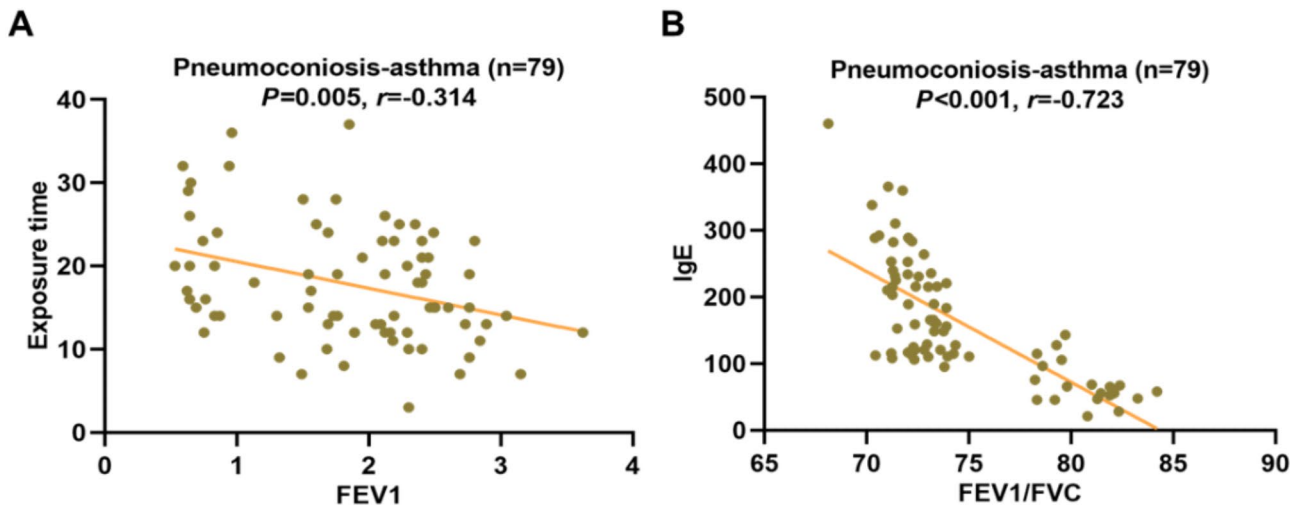 A
Pneumoconiosis-asthma (n=79)
P=0.005, r=-0.314
40
30
20
10
0
Exposure time
0 1 2 3 4
FEV1
B
Pneumoconiosis-asthma (n=79)
P<0.001, r=-0.723
500
400
300
200
100
0
IgE
65 70 75 80 85 90
FEV1/FVC